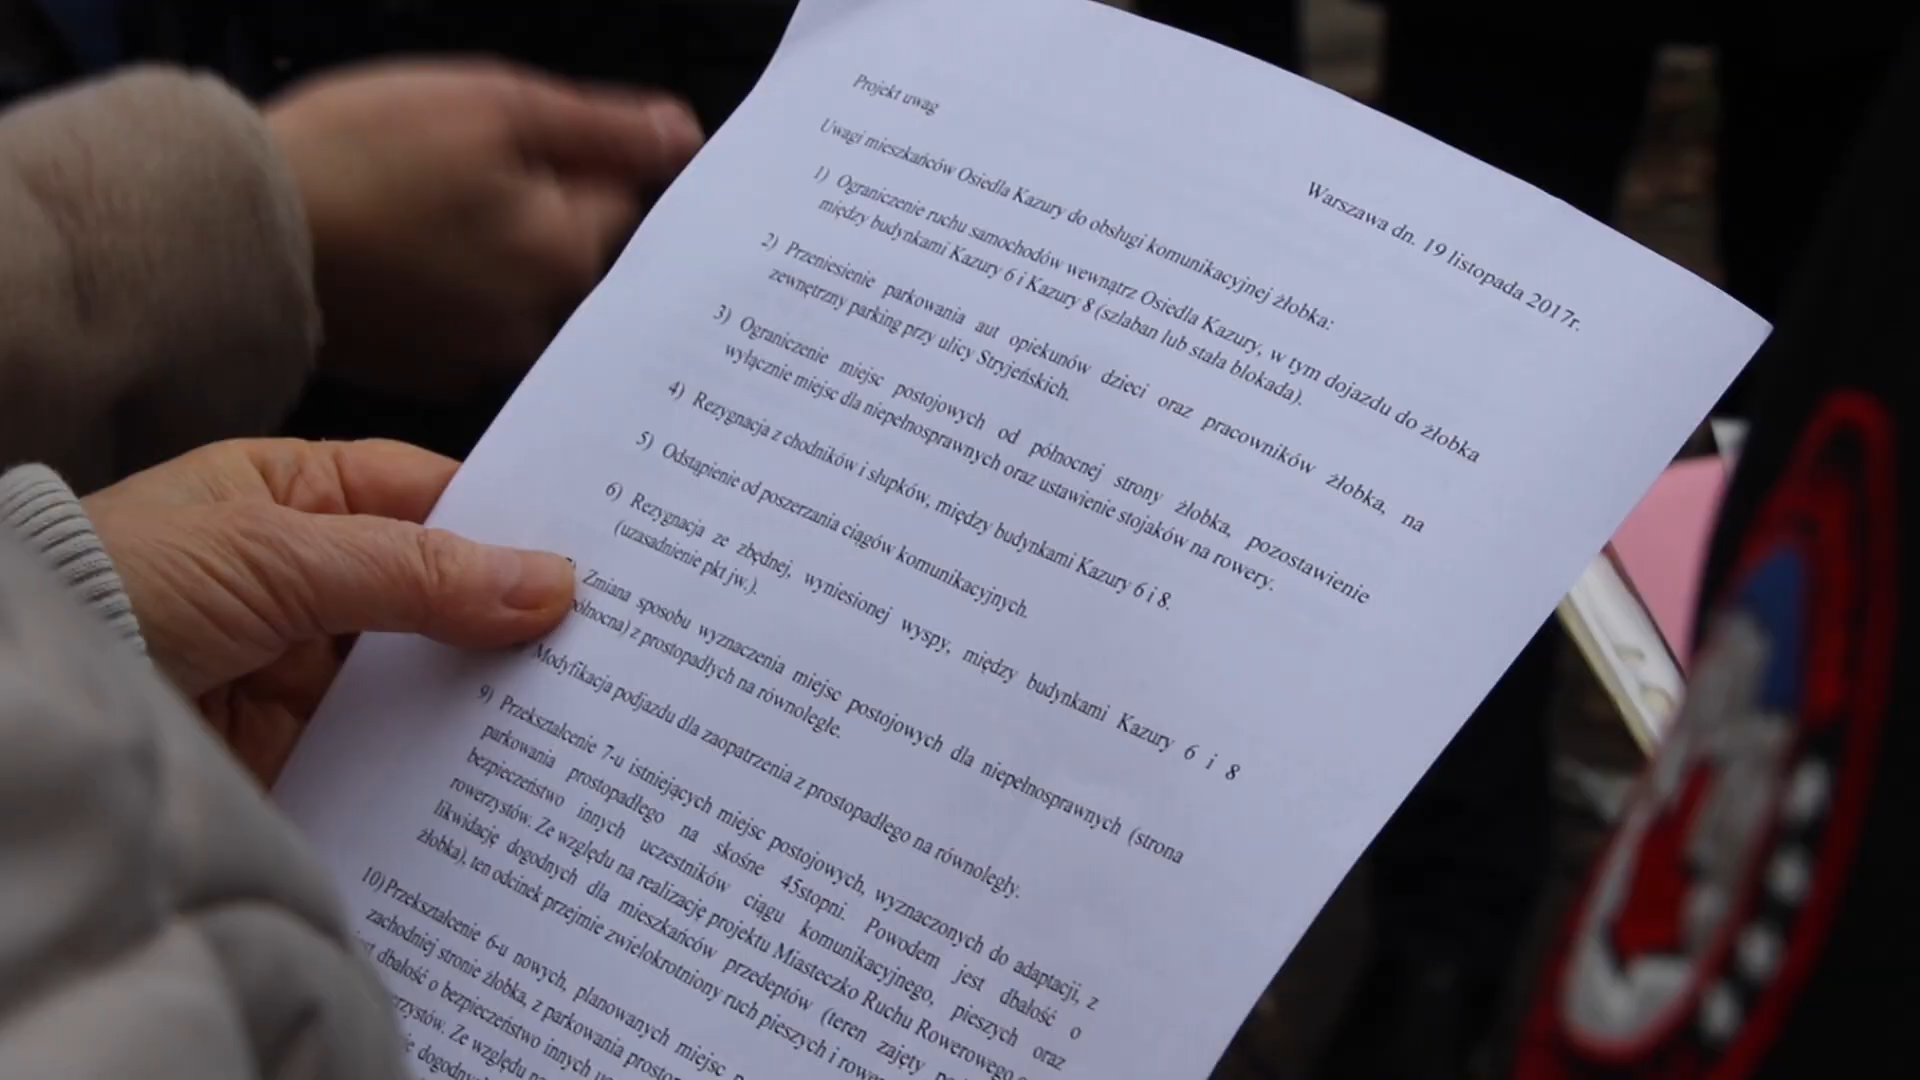 Projekt uwag
Warszawa dn. 19 listopada 2017r.
Uwagi mieszkańców Osiedla Kazury do obsługi komunikacyjnej żłobka:
1) Ograniczenie ruchu samochodów wewnątrz Osiedla Kazury, w tym dojazdu do żłobka
między budynkami Kazury 6 i Kazury 8 (szlaban lub stała blokada).
2) Przeniesienie parkowania aut opiekunów dzieci oraz pracowników żłobka, na
zewnętrzny parking przy ulicy Stryjeńskich.
3) Ograniczenie miejsc postojowych od północnej strony żłobka, pozostawienie
wyłącznie miejsc dla niepełnosprawnych oraz ustawienie stojaków na rowery.
4) Rezygnacja z chodników i słupków, między budynkami Kazury 6 i 8.
5) Odstąpienie od poszerzania ciągów komunikacyjnych.
6) Rezygnacja ze zbędnej, wyniesionej wyspy, między budynkami Kazury 6 i 8
(uzasadnienie pkt jw.).
Zmiana sposobu wyznaczenia miejsc postojowych dla niepełnosprawnych (strona
północna) z prostopadłych na równoległe.
Modyfikacja podjazdu dla zaopatrzenia z prostopadłego na równoległy.
9) Przekształcenie 7-u istniejących miejsc postojowych, wyznaczonych do adaptacji, z
parkowania prostopadłego na skośne 45stopni. Powodem jest dbałość o
bezpieczeństwo innych uczestników ciągu komunikacyjnego, pieszych oraz
rowerzystów. Ze względu na realizację projektu Miasteczko Ruchu Rowerowego
likwidację dogodnych dla mieszkańców przedeptów (teren zajęty
żłobka), ten odcinek przejmie zwielokrotniony ruch pieszych i
10) Przekształcenie 6-u nowych, planowanych miejsc
zachodniej stronie żłobka, z parkowania
dbałość o bezpieczeństwo innych
Ze względu